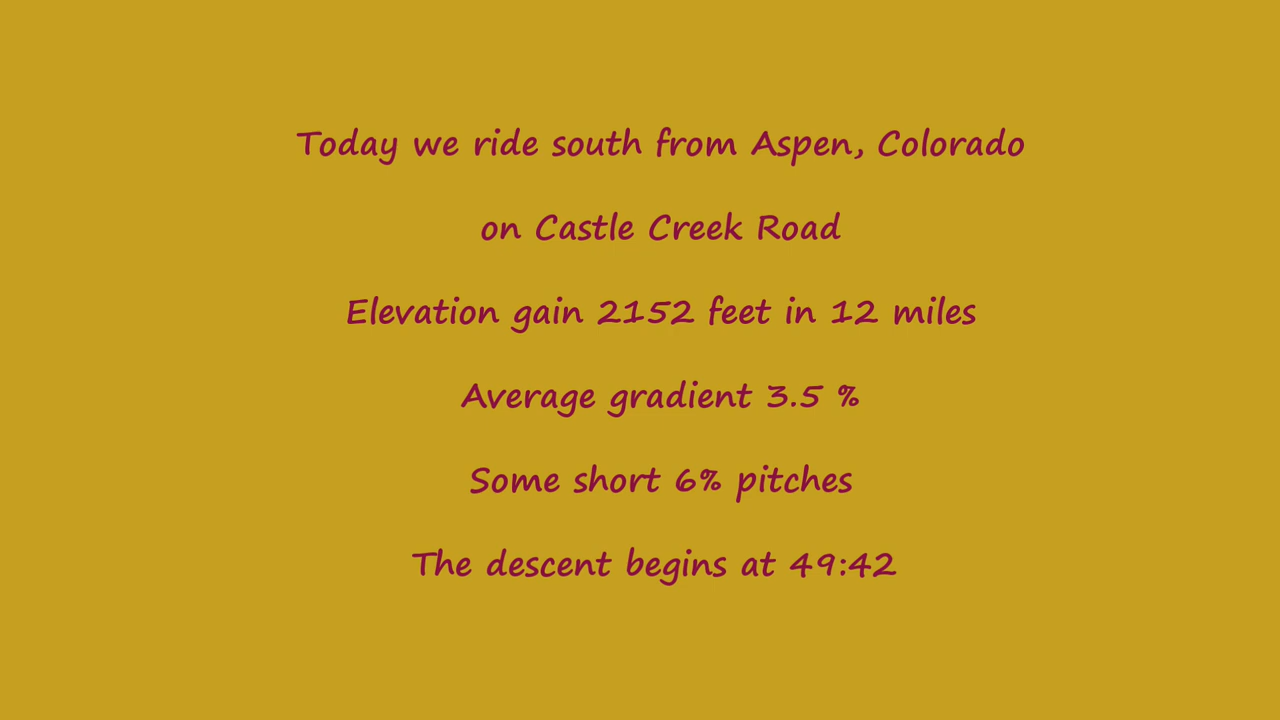 Today we ride south from Aspen, Colorado
on Castle Creek Road
Elevation gain 2152 feet in 12 miles
Average gradient 3.5 %
Some short 6% pitches
The descent begins at 49:42